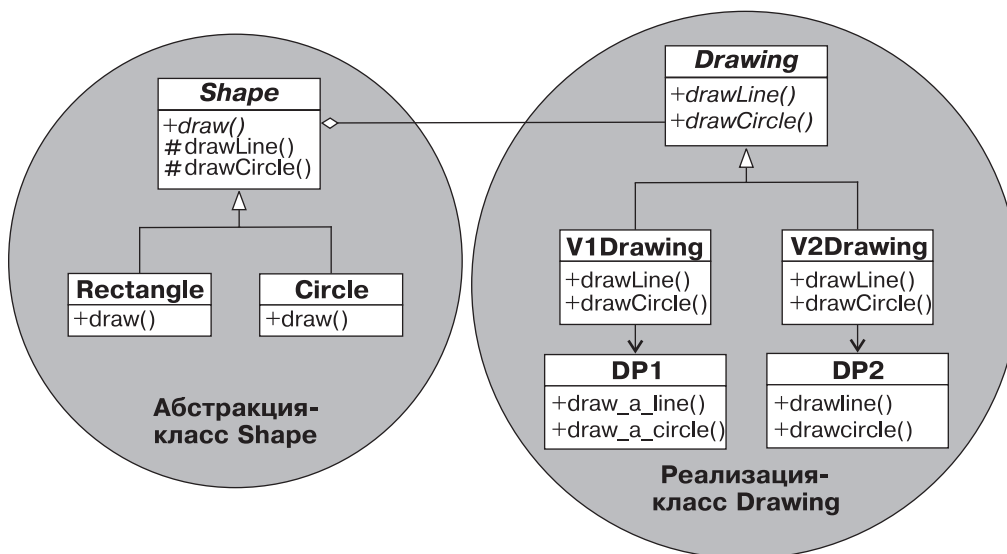 Shape
+draw()
#drawLine()
#drawCircle()
Rectangle
+draw()
Circle
+draw()
Абстракция-
класс Shape
Drawing
+drawLine()
+drawCircle()
V1Drawing
+drawLine()
+drawCircle()
V2Drawing
+drawLine()
+drawCircle()
DP1
+draw_a_line()
+draw_a_circle()
DP2
+drawline()
+drawcircle()
Реализация-
класс Drawing